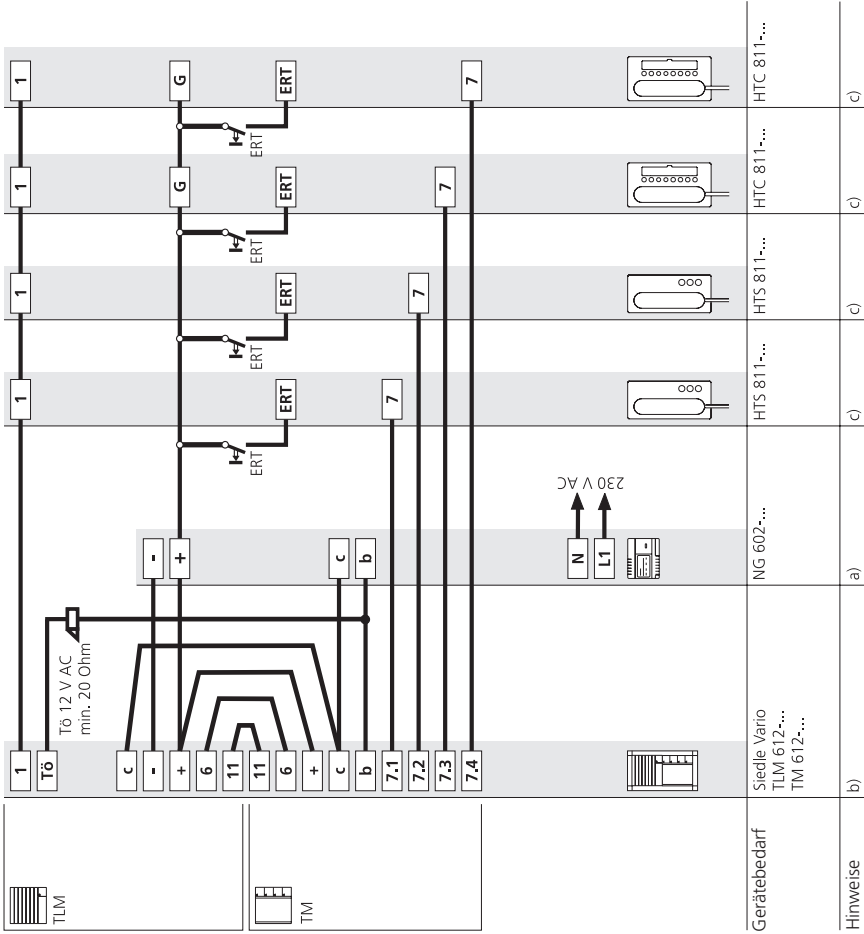 1 1 1 1 1
Tö
TLM
Tö 12 V AC
min. 20 Ohm
c
- -
+ + G G
6
11
ERT ERT ERT ERT
11
6 ERT ERT ERT ERT
+
TM
c c
b b
7.1 7
7.2 7
7.3 7
7.4 7
N
L1
230 V AC
Gerätebedarf
Siedle Vario
TLM 612-...
TM 612-...
NG 602-...
HTS 811-...
HTS 811-...
HTC 811-...
HTC 811-...
Hinweise
b)
a)
c)
c)
c)
c)